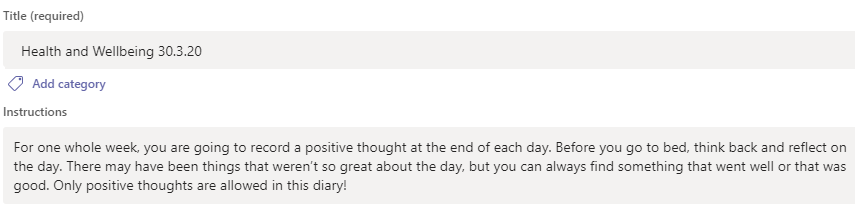 Title (required)
Health and Wellbeing 30.3.20
Add category
Instructions
For one whole week, you are going to record a positive thought at the end of each day. Before you go to bed, think back and reflect on
the day. There may have been things that weren't so great about the day, but you can always find something that went well or that was
good. Only positive thoughts are allowed in this diary!